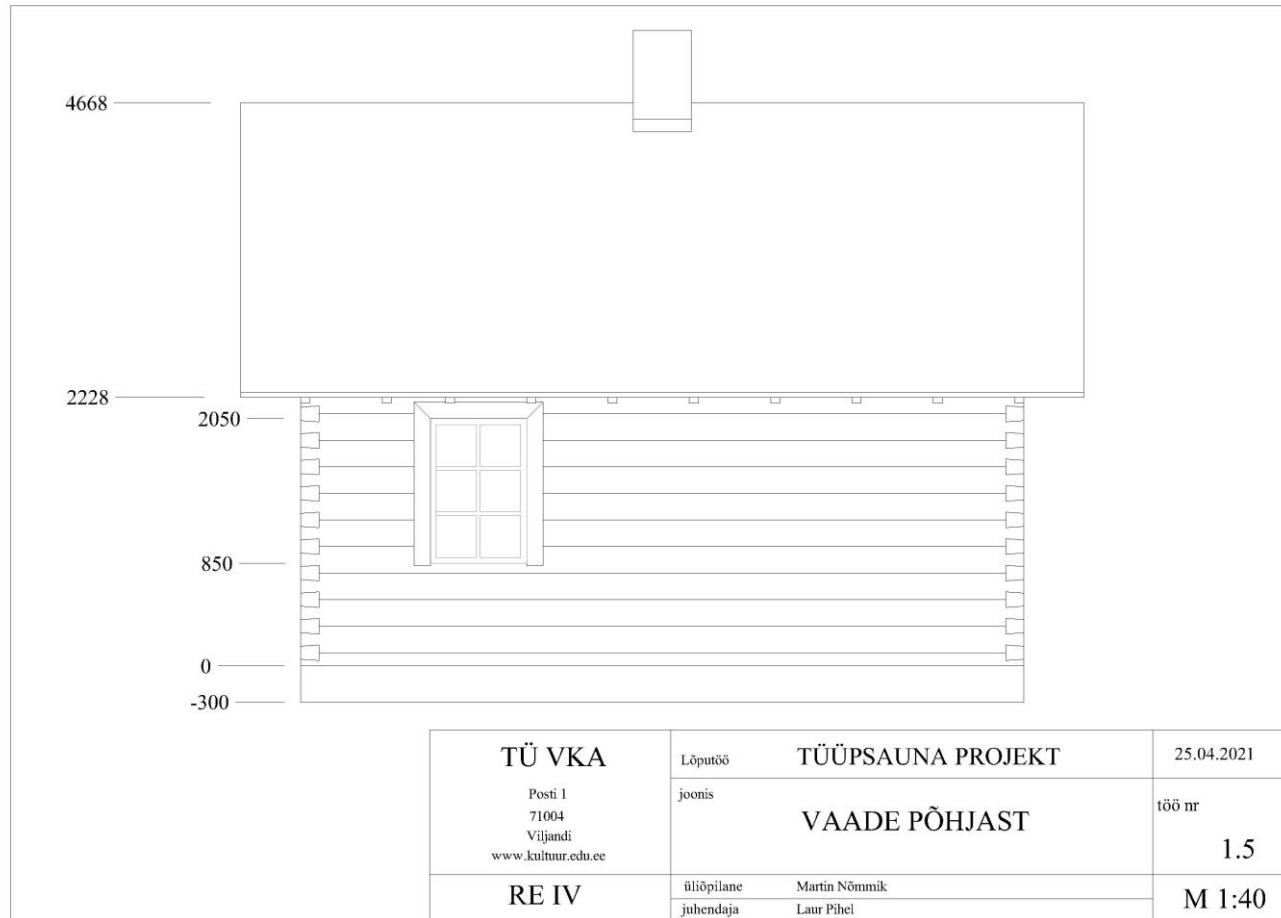 4668
2228
2050
850
0
-300
TÜ VKA
Posti 1
71004
Viljandi
www.kultuur.edu.ee
RE IV
Lõputöö TÜÜPSAUNA PROJEKT
joonis
VAADE PÕHJAST
üliõpilane Martin Nõmmik
juhendaja Laur Pihel
25.04.2021
töö nr
1.5
M 1:40